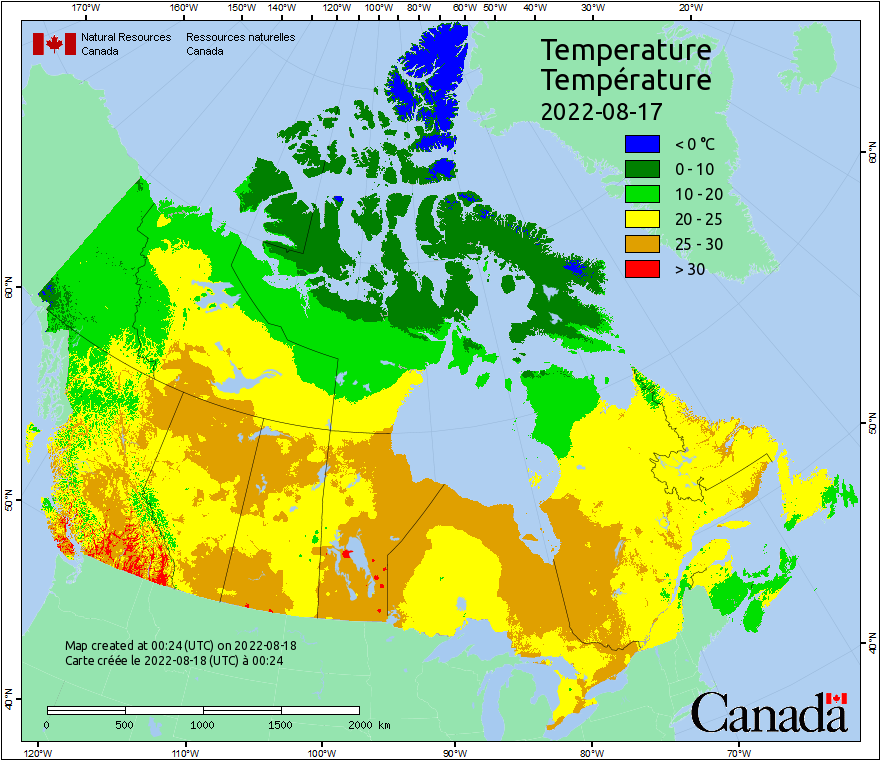 170°W 160°W 150°W 140°W 130°W 120°W 110°W 100°W 80°W 60°W 50°W 40°W 30°W 20°W
Natural Resources Ressources naturelles
Canada Canada
Temperature
Température
2022-08-17
< 0 °C
0 - 10
10 - 20
20 - 25
25 - 30
> 30
60°N
60°N
50°N
50°N
40°N
40°N
Map created at 00:24 (UTC) on 2022-08-18
Carte créée le 2022-08-18 (UTC) à 00:24
0 500 1000 1500 2000 km
Canada
120°W 110°W 100°W 90°W 80°W 70°W